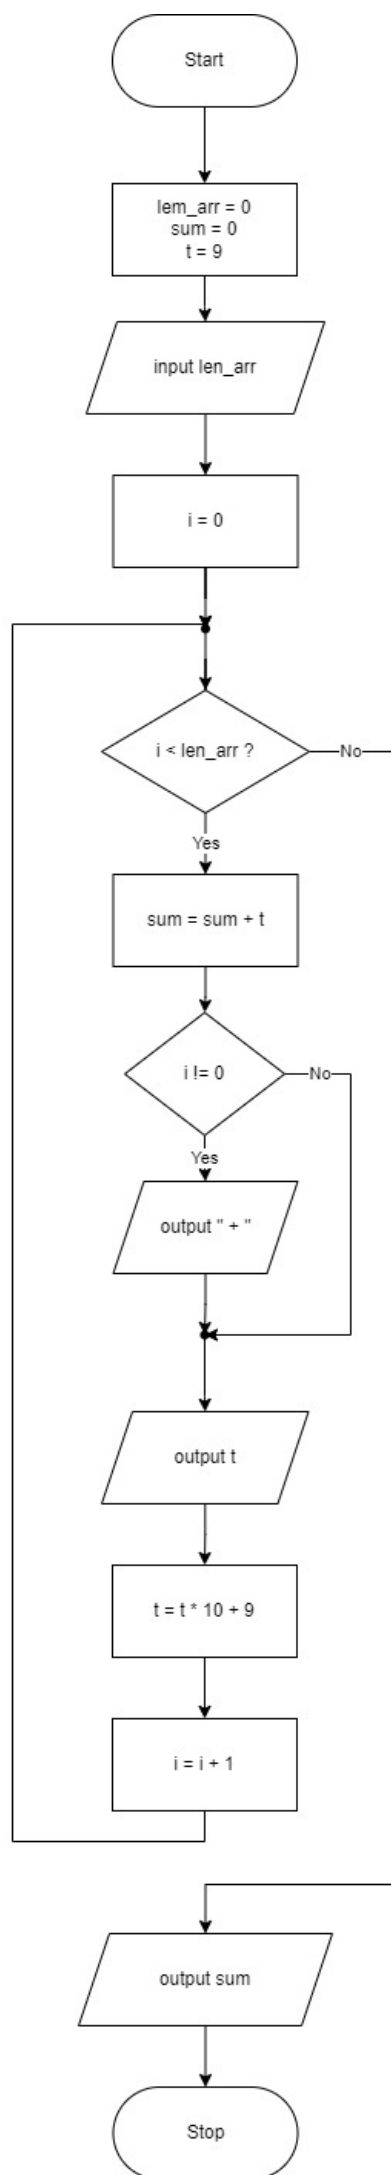 Start
lem_arr = 0
sum = 0
t = 9
input len_arr
i = 0
i < len_arr ?
No
Yes
sum = sum + t
i != 0
No
Yes
output " + "
output t
t = t * 10 + 9
i = i + 1
output sum
Stop